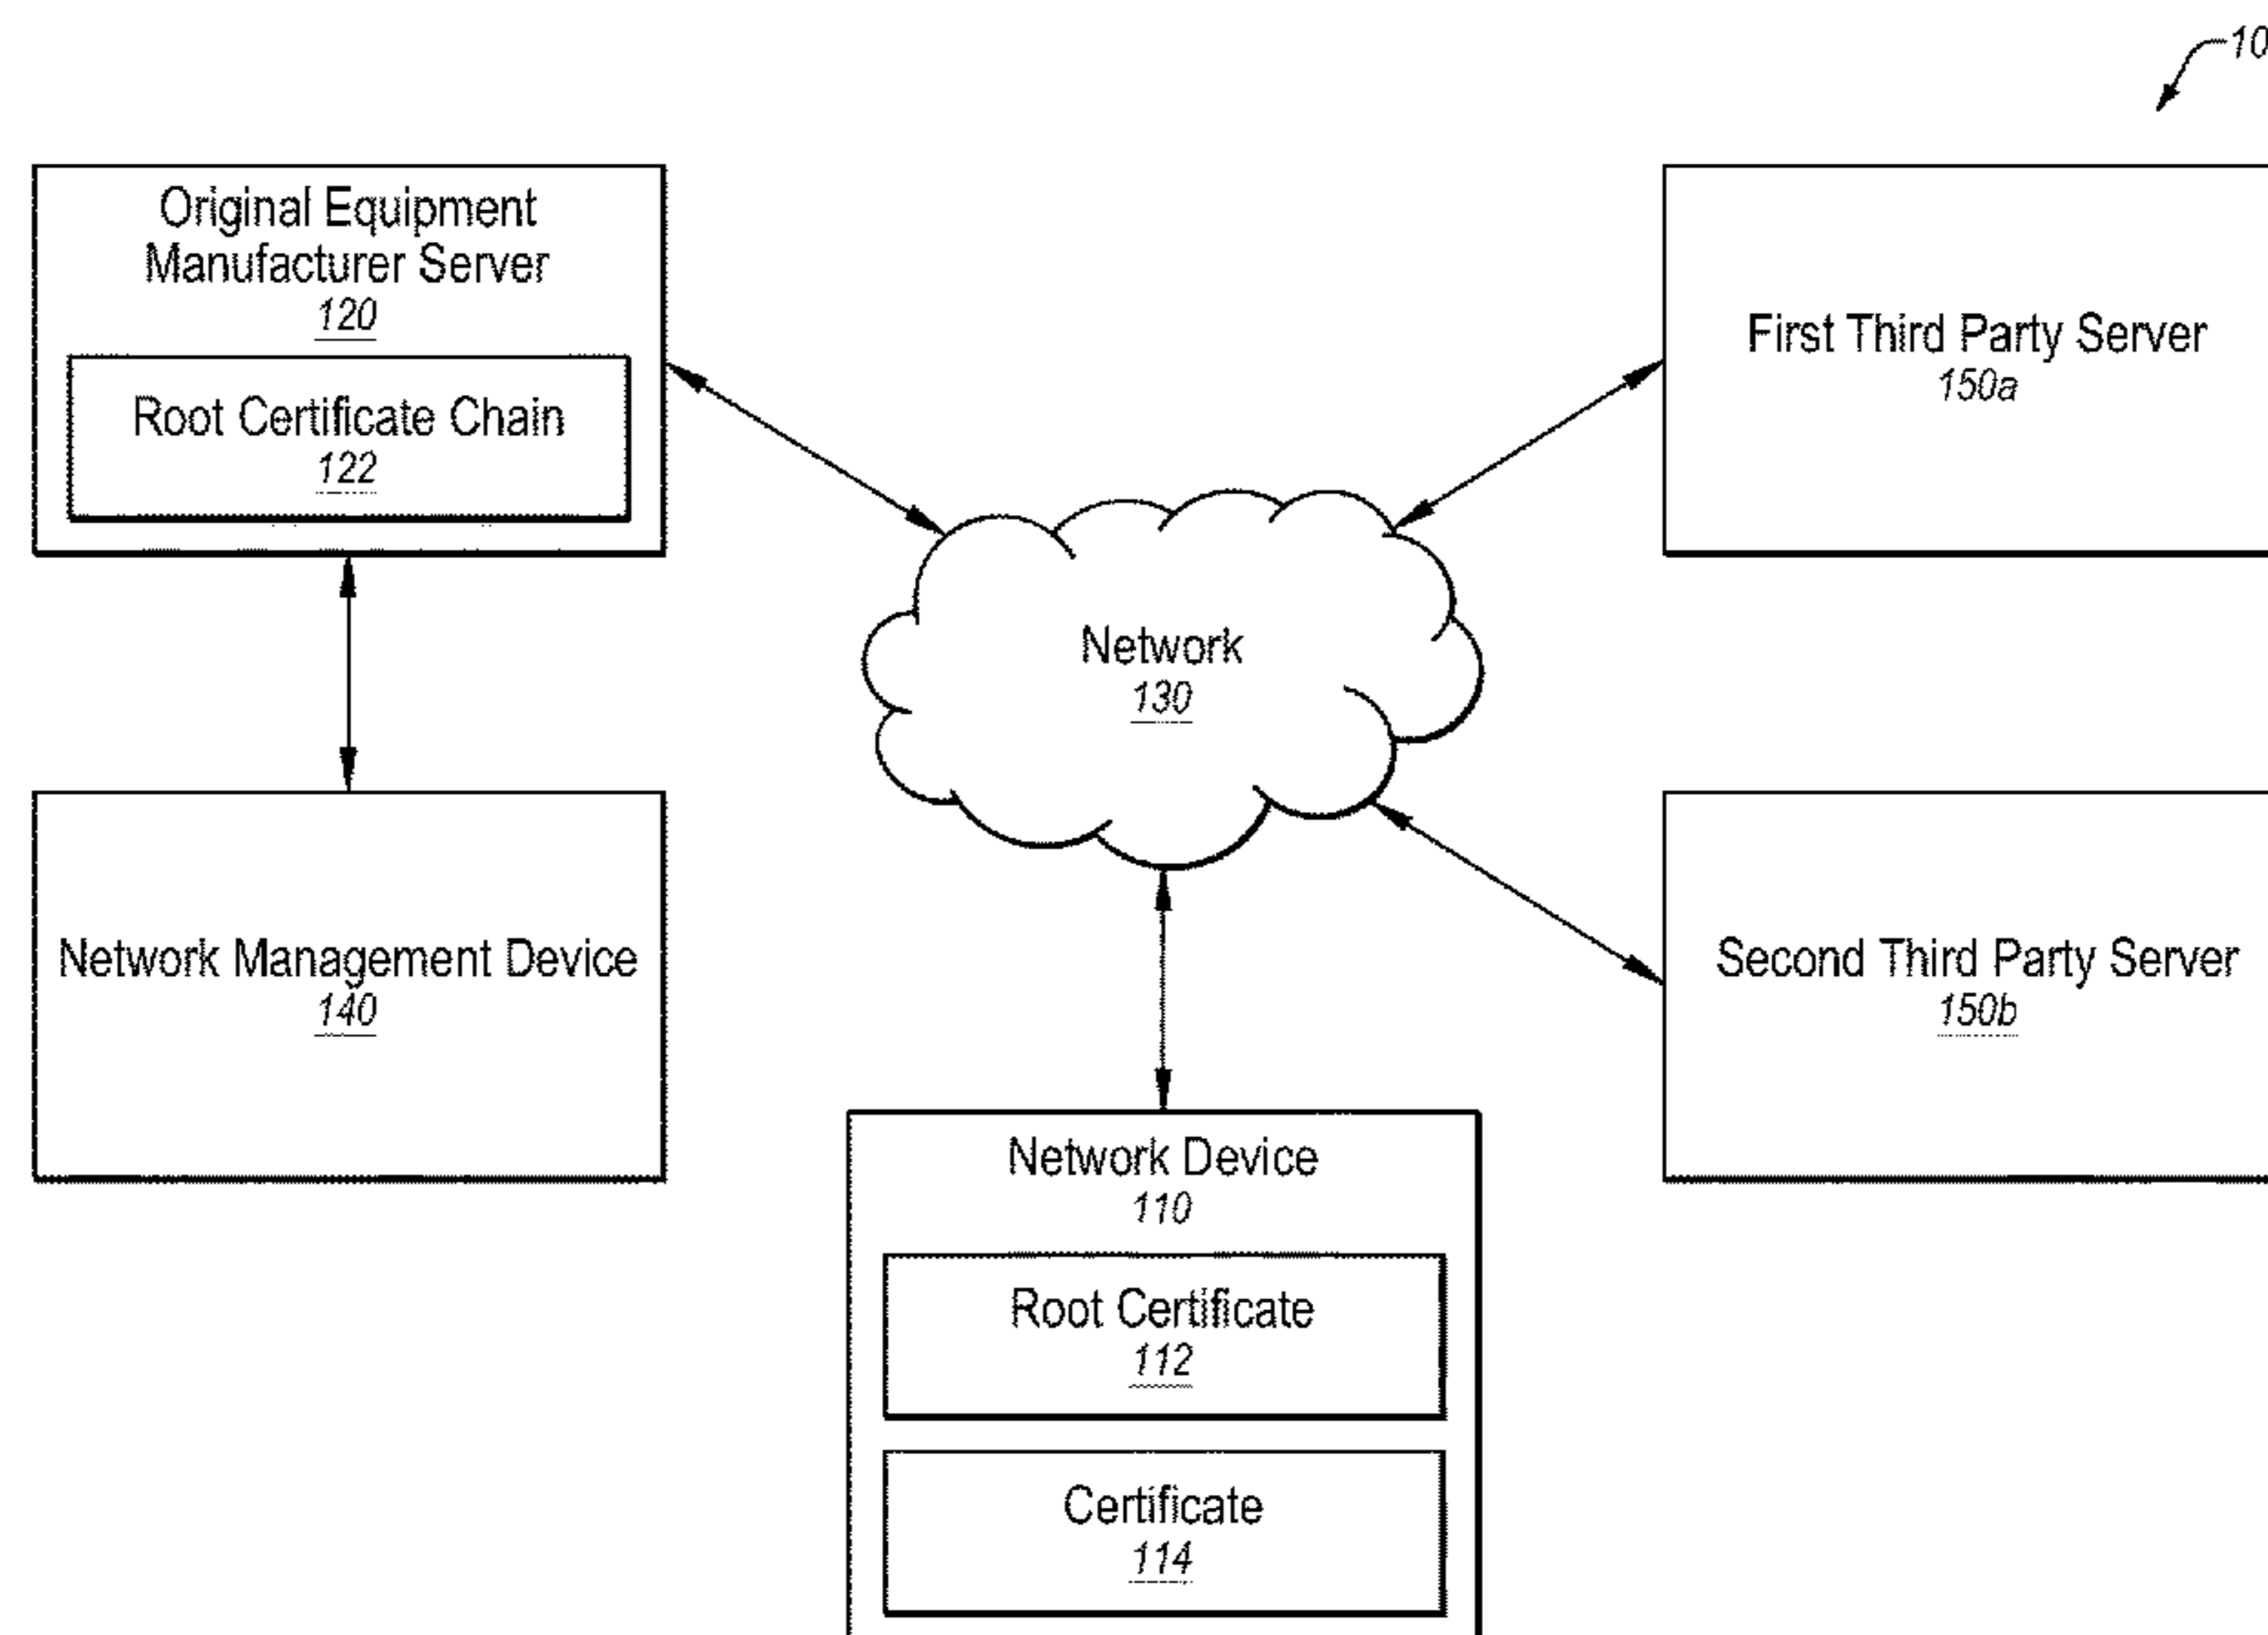 10
Original Equipment
Manufacturer Server
120
Root Certificate Chain
122
First Third Party Server
150a
Network
130
Network Management Device
140
Second Third Party Server
150b
Network Device
110
Root Certificate
112
Certificate
114